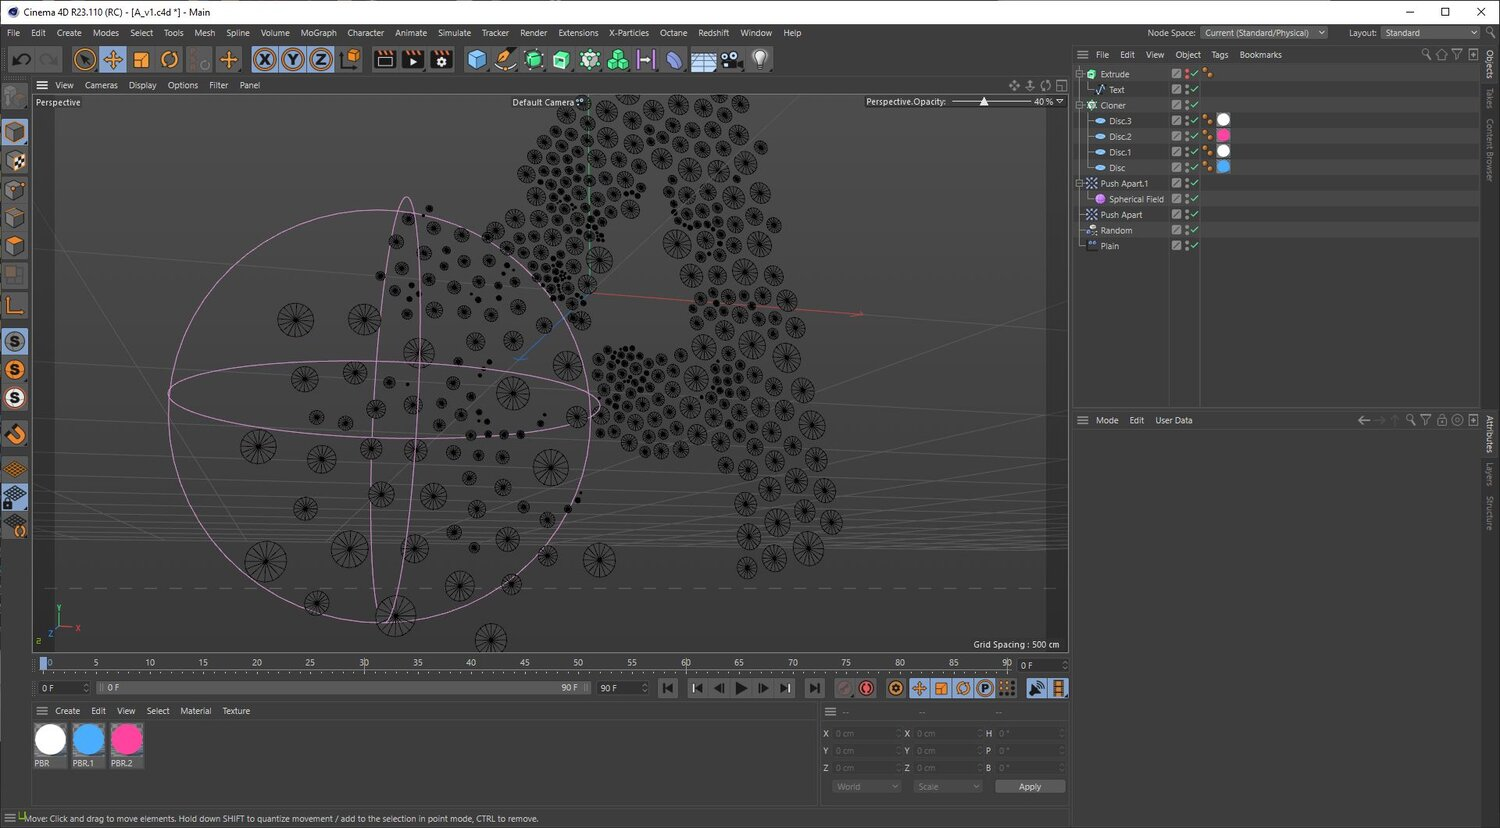 Cinema 4D R23.110 (RC) - [A_v1.c4d *] - Main
File Edit Create Modes Select Tools Mesh Spline Volume MoGraph Character Animate Simulate Tracker Render Extensions X-Particles Octane Redshift Window Help Node Space: Current (Standard/Physical) Layout: Standard
X Y Z
View Cameras Display Options Filter Panel
File Edit View Object Tags Bookmarks
Perspective
Default Camera
Perspective.Opacity: 40 %
Extrude
Text
Cloner
Disc.3
Disc.2
Disc.1
Disc
Push Apart.1
Spherical Field
Push Apart
Random
Plain
Objects
Takes
Content Browser
Mode Edit User Data
Attributes
Layers
Structure
S
S
S
Y
X
Z
Grid Spacing : 500 cm
0 5 10 15 20 25 30 35 40 45 50 55 60 65 70 75 80 85 90 0 F
0 F 0 F 90 F 90 F P
Create Edit View Select Material Texture
-- -- --
PBR PBR.1 PBR.2
X 0 cm X 0 cm H 0 °
Y 0 cm Y 0 cm P 0 °
Z 0 cm Z 0 cm B 0 °
World Scale Apply
Move: Click and drag to move elements. Hold down SHIFT to quantize movement / add to the selection in point mode, CTRL to remove.